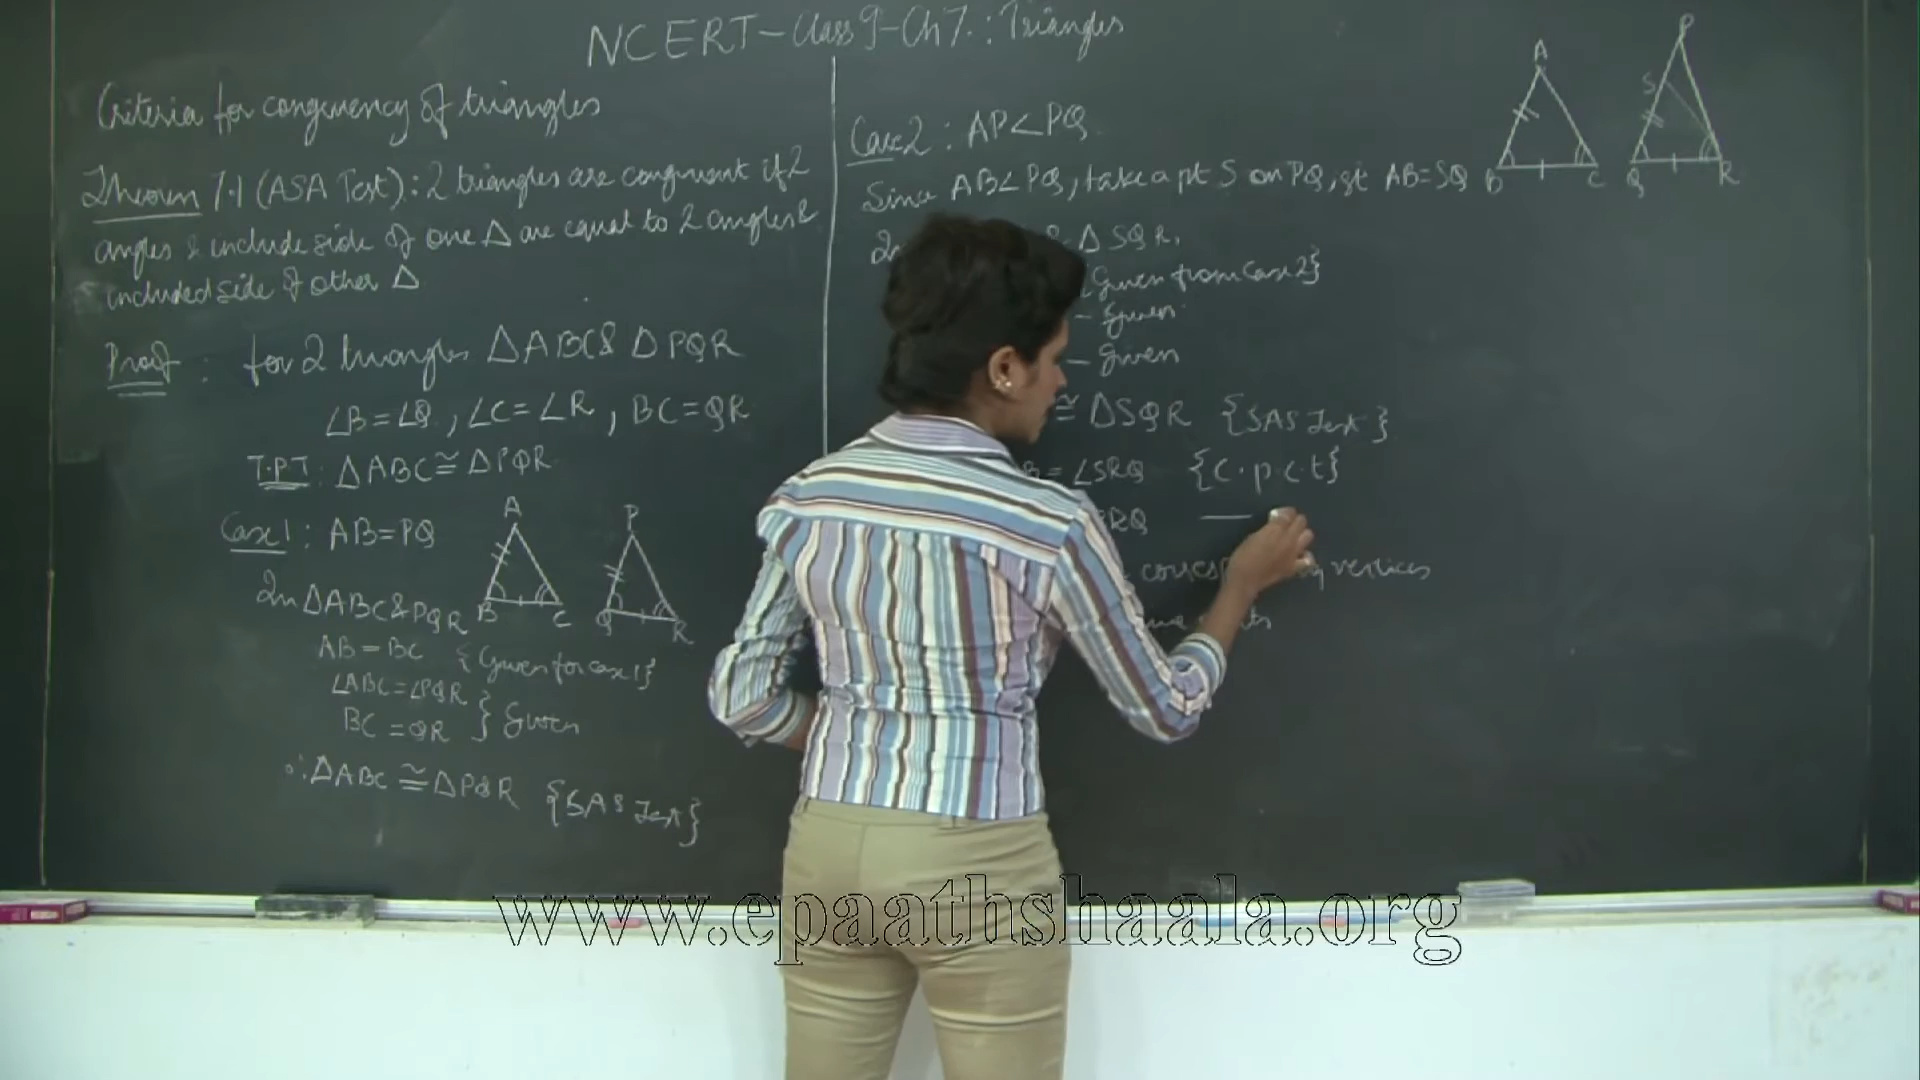 NCERT-Class 9-Ch 7.: Triangles
Criteria for congruency of triangles
Theorem 7.1 (ASA Test): 2 triangles are congruent if 2
angles & include side of one Δ are equal to 2 angles &
included side of other Δ
Proof : for 2 triangles ΔABC & ΔPQR
∠B=∠Q, ∠C=∠R, BC=QR
T.P.T: ΔABC≅ΔPQR
Case 1: AB=PQ
In ΔABC & PQR
AB=BC {Given for case 1}
∠ABC=∠PQR
BC=QR } Given
∴ΔABC≅ΔPQR {SAS Test}
A
B
C
P
Q
R
Case 2: AP<PQ
Since AB<PQ, take a pt S on PQ, st AB=SQ
In & ΔSQR,
{Given from Case 2}
- Given
- Given
≅ ΔSQR {SAS Test}
B=∠SRQ {C.p.c.t}
RQ —
vertices
A
B
C
P
S
Q
R
www.epaathshaala.org